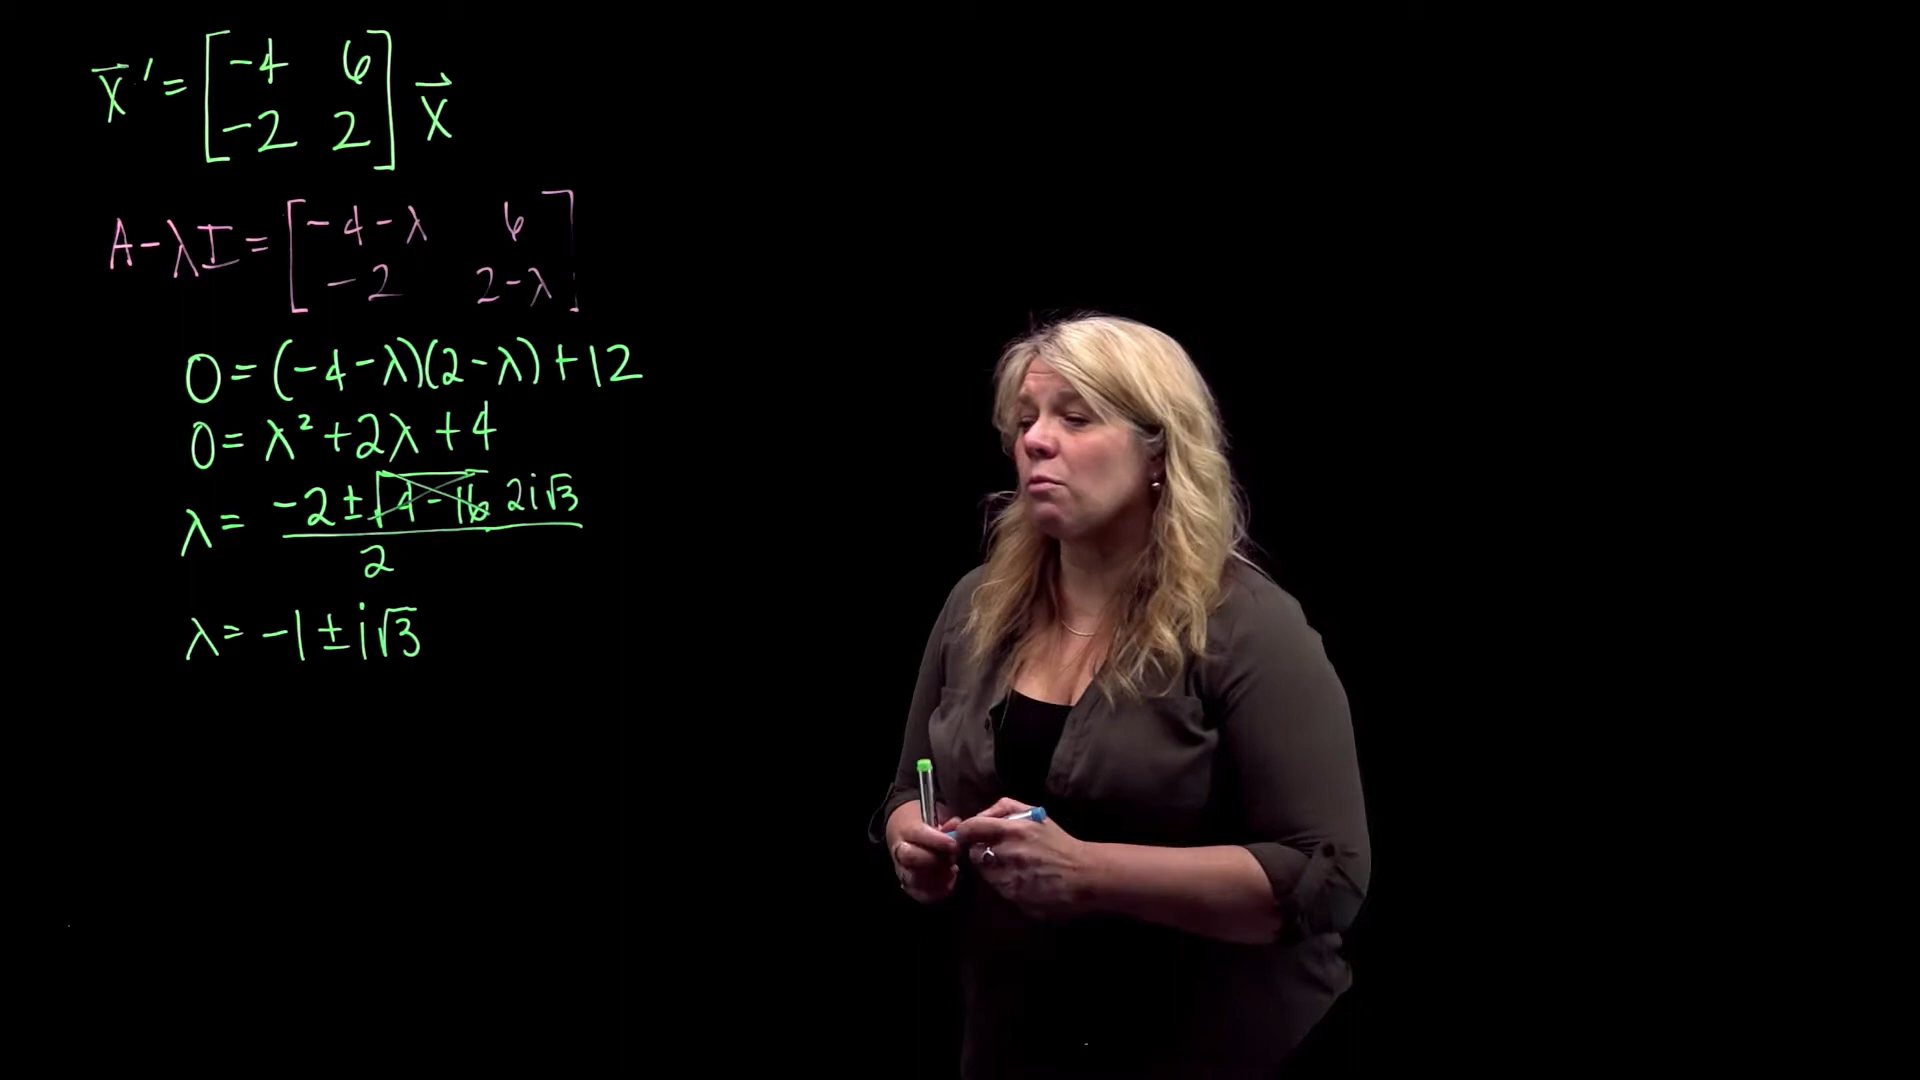 x⃗' = [-4 6
-2 2] x⃗
A-λI = [-4-λ 6
-2 2-λ]
0 = (-4-λ)(2-λ)+12
0 = λ²+2λ+4
λ = (-2±√4-16 2i√3)/2
λ = -1±i√3